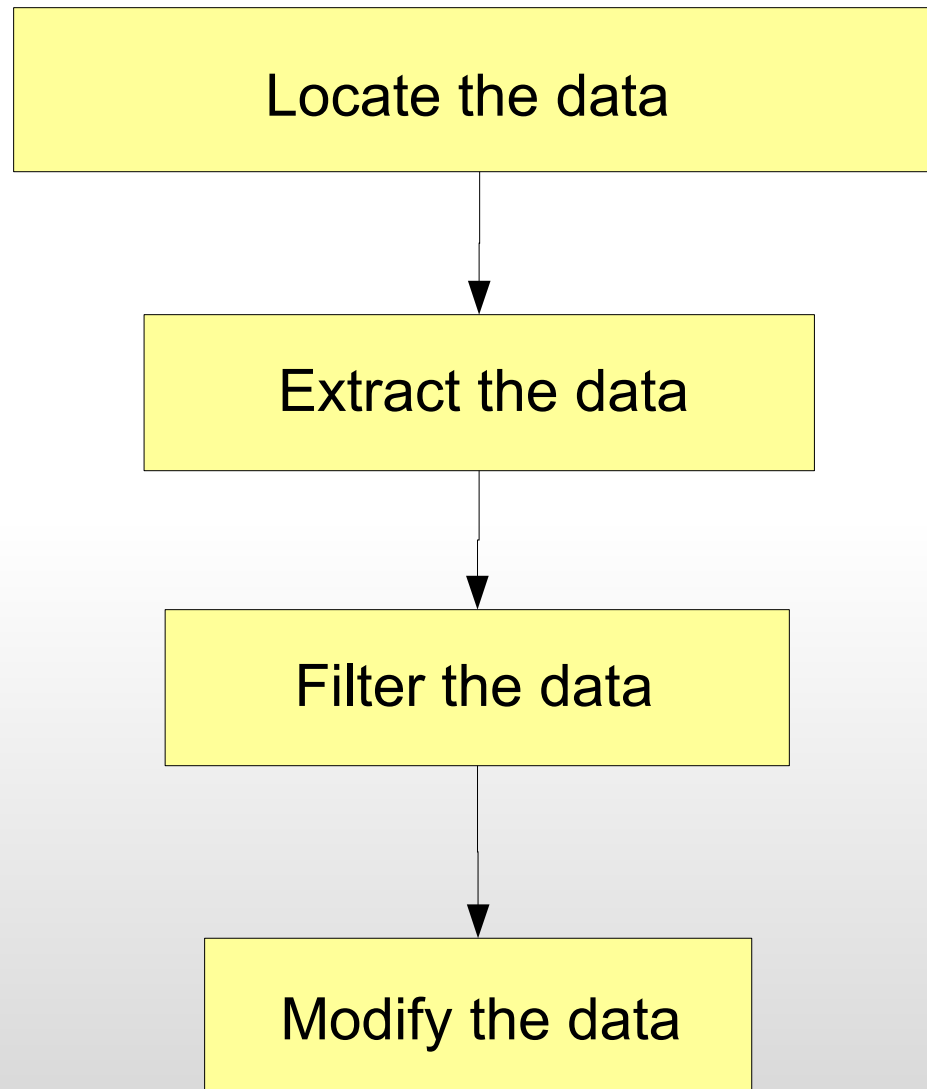 Locate the data
Extract the data
Filter the data
Modify the data